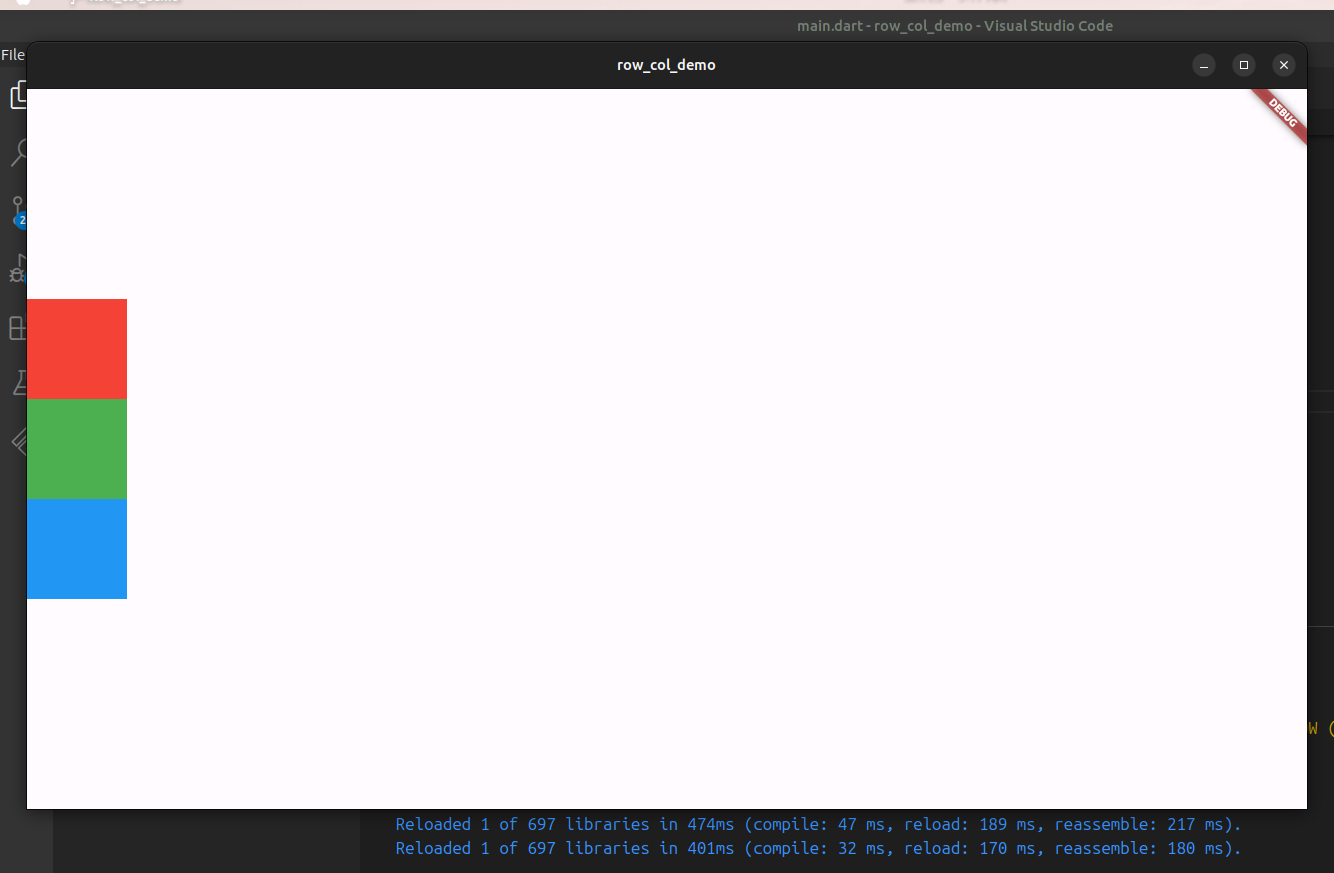 main.dart - row_col_demo - Visual Studio Code
File
row_col_demo
DEBUG
2
W (
Reloaded 1 of 697 libraries in 474ms (compile: 47 ms, reload: 189 ms, reassemble: 217 ms).
Reloaded 1 of 697 libraries in 401ms (compile: 32 ms, reload: 170 ms, reassemble: 180 ms).